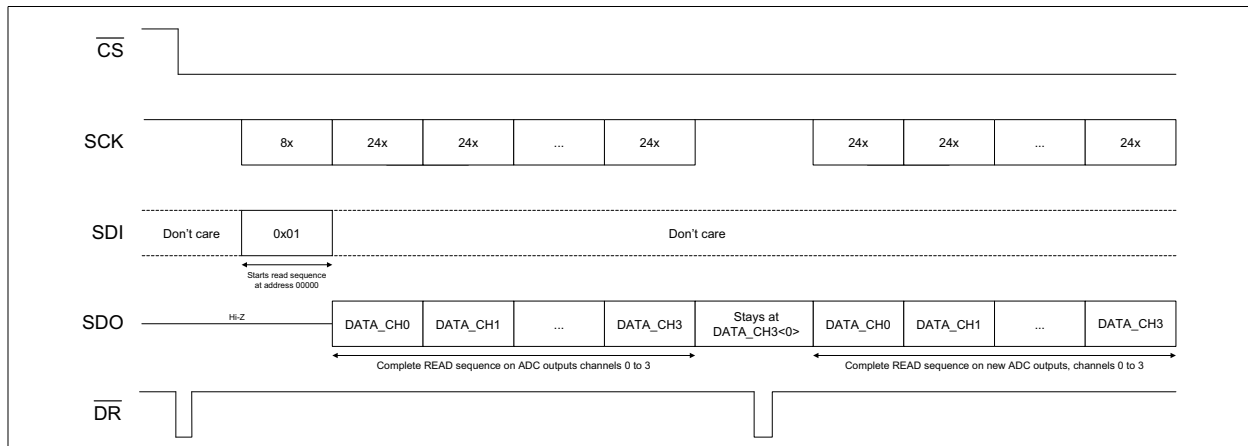 CS
SCK
8x 24x 24x ... 24x 24x 24x ... 24x
SDI
Don't care 0x01 Don't care
Starts read sequence
at address 00000
SDO
Hi-Z
DATA_CH0 DATA_CH1 ... DATA_CH3 Stays at
DATA_CH3<0> DATA_CH0 DATA_CH1 ... DATA_CH3
Complete READ sequence on ADC outputs channels 0 to 3 Complete READ sequence on new ADC outputs, channels 0 to 3
DR